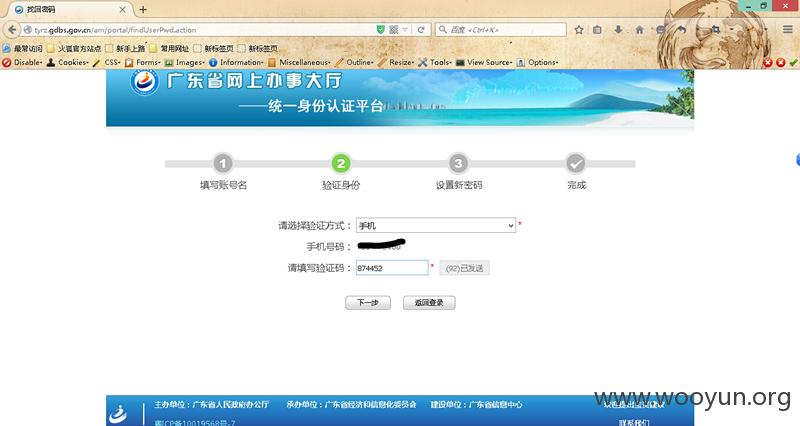 找回密码
tyrz.gdbs.gov.cn/am/portal/findUserPwd.action
百度 <Ctrl+K>
最常访问 火狐官方站点 新手上路 常用网址 新标签页 新标签页
Disable Cookies CSS Forms Images Information Miscellaneous Outline Resize Tools View Source Options
广东省网上办事大厅
——统一身份认证平台
1 2 3
填写账号名 验证身份 设置新密码 完成
请选择验证方式： 手机 *
手机号码：
请填写验证码： 874452 * (92)已发送
下一步 返回登录
主办单位：广东省人民政府办公厅 承办单位：广东省经济和信息化委员会 建设单位：广东省信息中心
粤ICP备10019568号-7
联系我们
www.wooyun.org